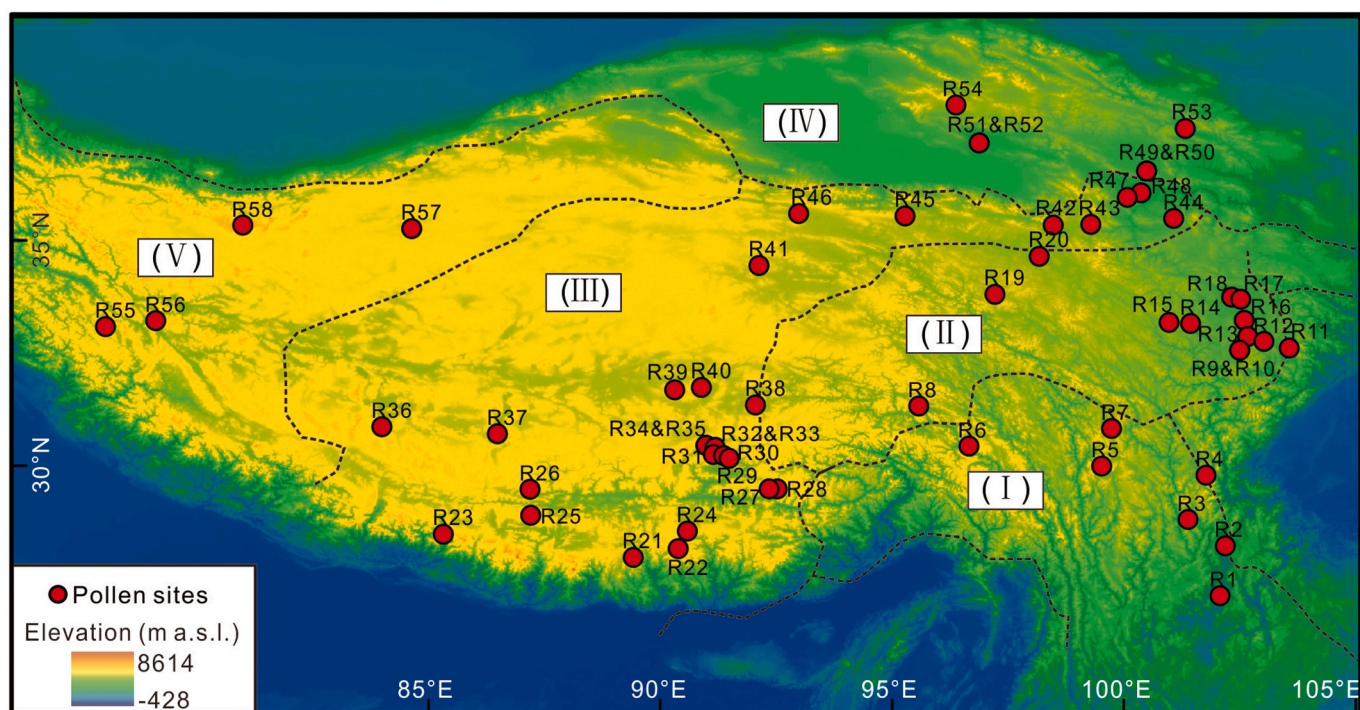 R54
(Ⅳ)
R53
R51&R52
R49&R50
R47
R48
R58
R57
R46
R45
R42
R43
R44
35°N
(Ⅴ)
R41
R20
(Ⅲ)
R19
R18
R17
R55
R56
R15
R14
R16
R13
R12
R11
(Ⅱ)
R9&R10
R39
R40
R38
R8
R36
R37
R34&R35
R32&R33
R7
R31
R30
R6
R5
30°N
R29
R4
R26
R27
R28
(Ⅰ)
R25
R3
R23
R24
R2
R21
R22
R1
Pollen sites
Elevation (m a.s.l.)
8614
-428
85°E
90°E
95°E
100°E
105°E